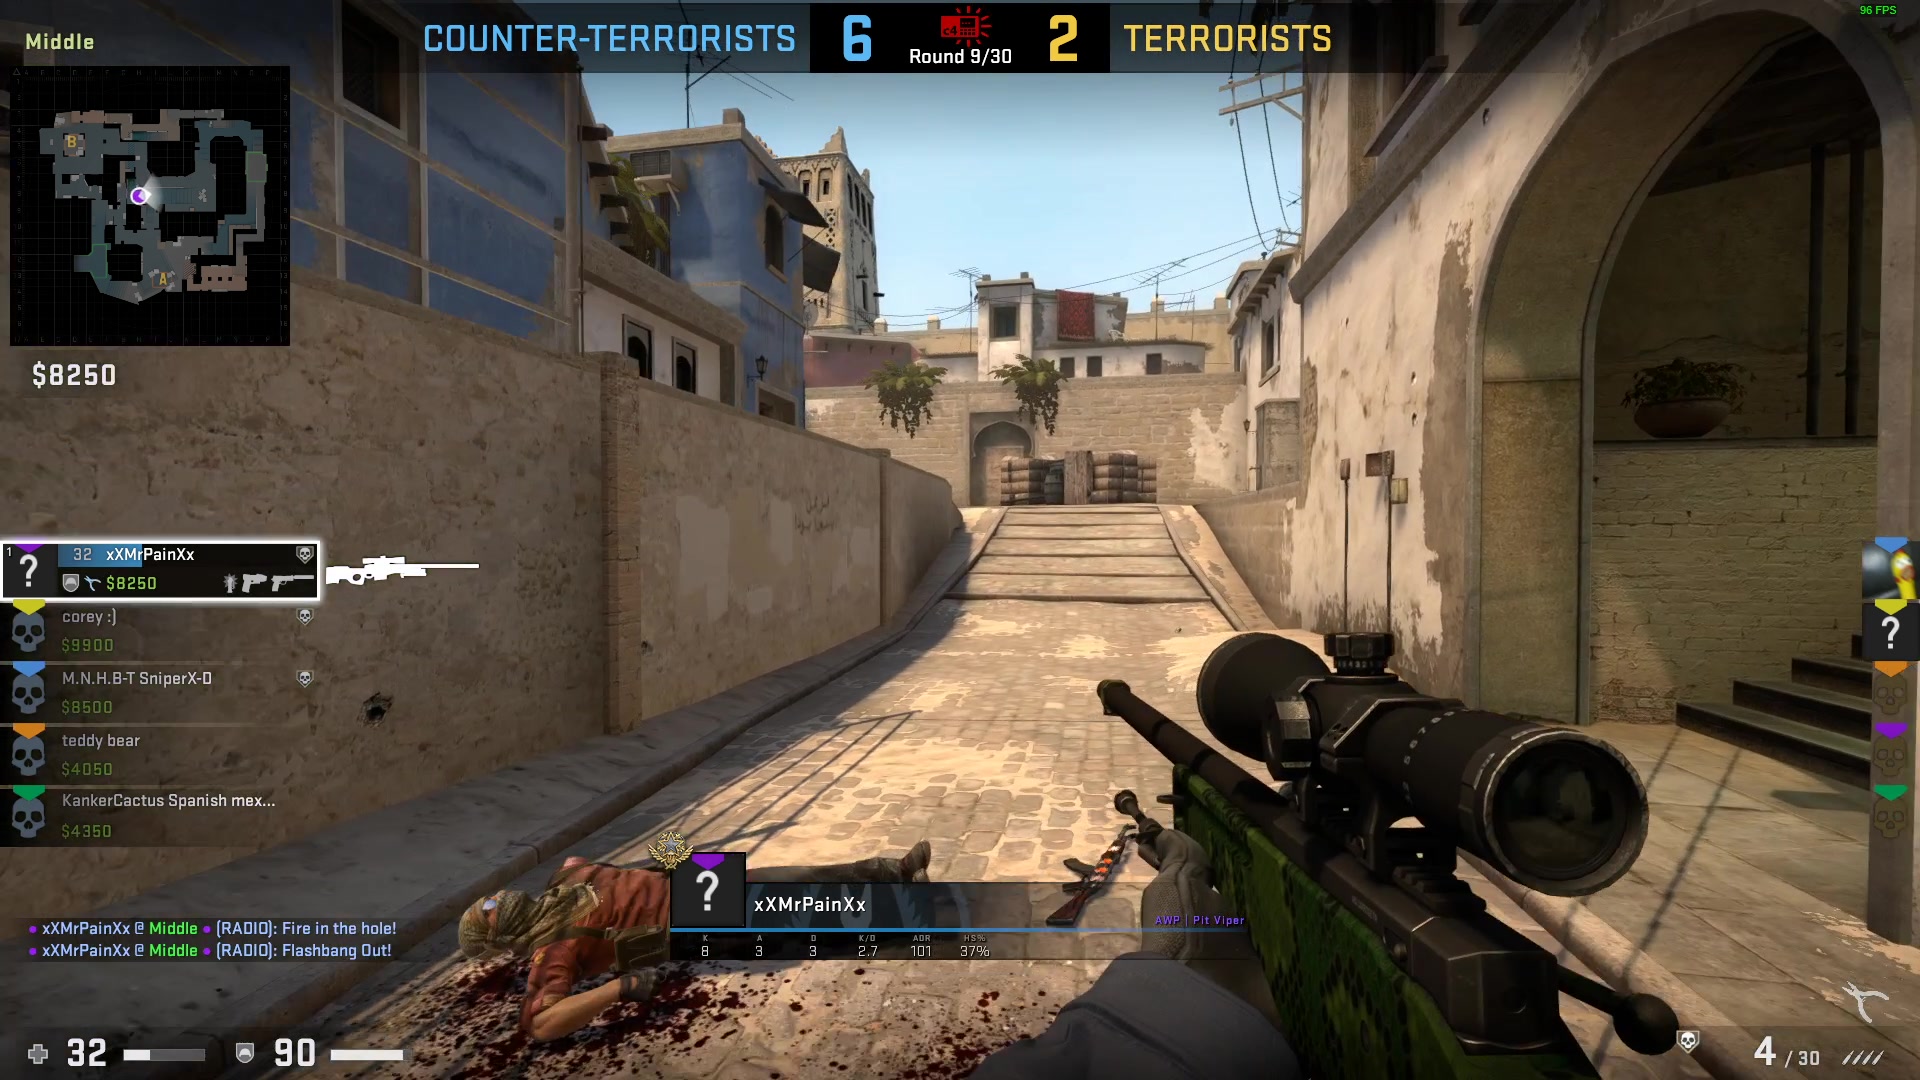 96 FPS
Middle
COUNTER-TERRORISTS 6 Round 9/30 2 TERRORISTS
B
A
$8250
1 ? 32 xXMrPainXx
$8250
corey :)
$9900
M.N.H.B-T SniperX-D
$8500
teddy bear
$4050
KankerCactus Spanish mex...
$4350
?
? xXMrPainXx
AWP | Pit Viper
K A D K/D ADR HS%
8 3 3 2.7 101 37%
• xXMrPainXx @ Middle • (RADIO): Fire in the hole!
• xXMrPainXx @ Middle • (RADIO): Flashbang Out!
32 90 4 / 30